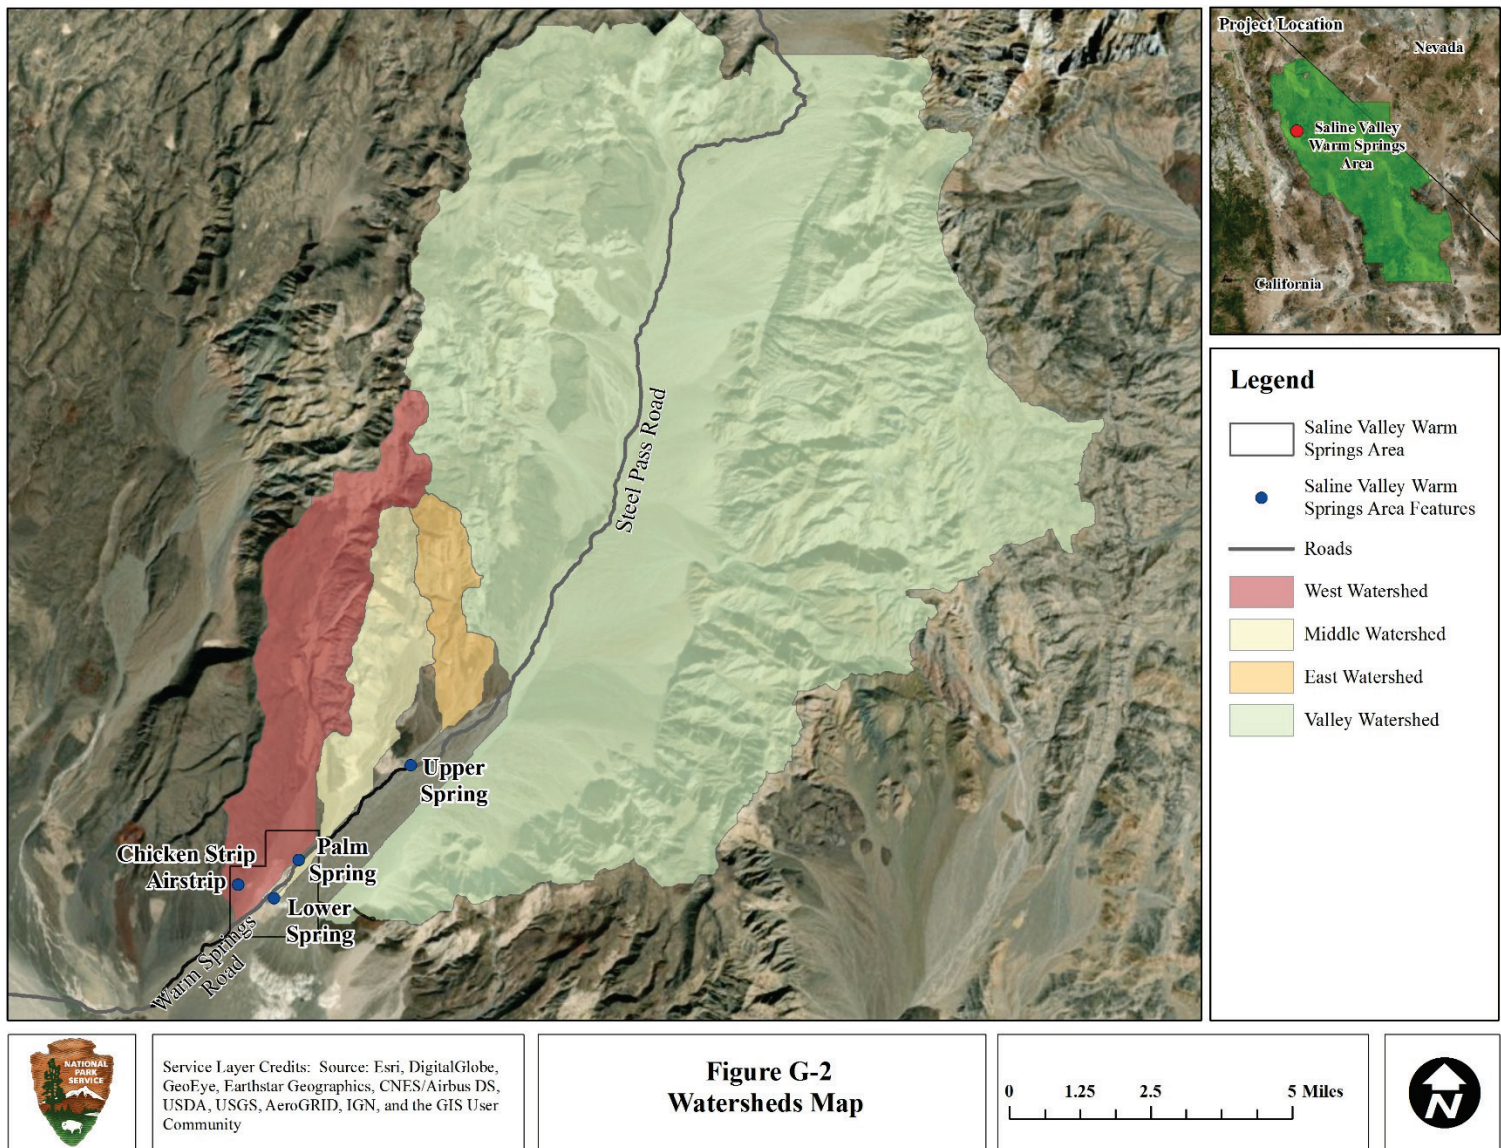 Project Location
Nevada
Saline Valley
Warm Springs
Area
California
Steel Pass Road
Upper
Spring
Chicken Strip
Airstrip
Palm
Spring
Lower
Spring
Warm Springs
Road
Legend
Saline Valley Warm
Springs Area
Saline Valley Warm
Springs Area Features
Roads
West Watershed
Middle Watershed
East Watershed
Valley Watershed
NATIONAL
PARK
SERVICE
Service Layer Credits: Source: Esri, DigitalGlobe,
GeoEye, Earthstar Geographics, CNES/Airbus DS,
USDA, USGS, AeroGRID, IGN, and the GIS User
Community
Figure G-2
Watersheds Map
0 1.25 2.5 5 Miles
N